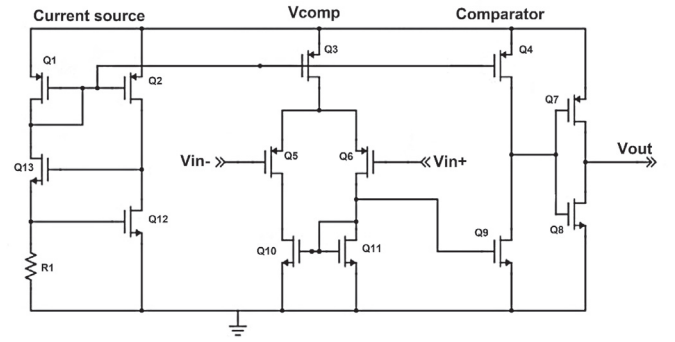 Current source
Vcomp
Comparator
Q1
Q2
Q3
Q4
Q7
Q13
Vin-
Q5
Q6
Vin+
Vout
Q12
Q9
Q8
Q10
Q11
R1